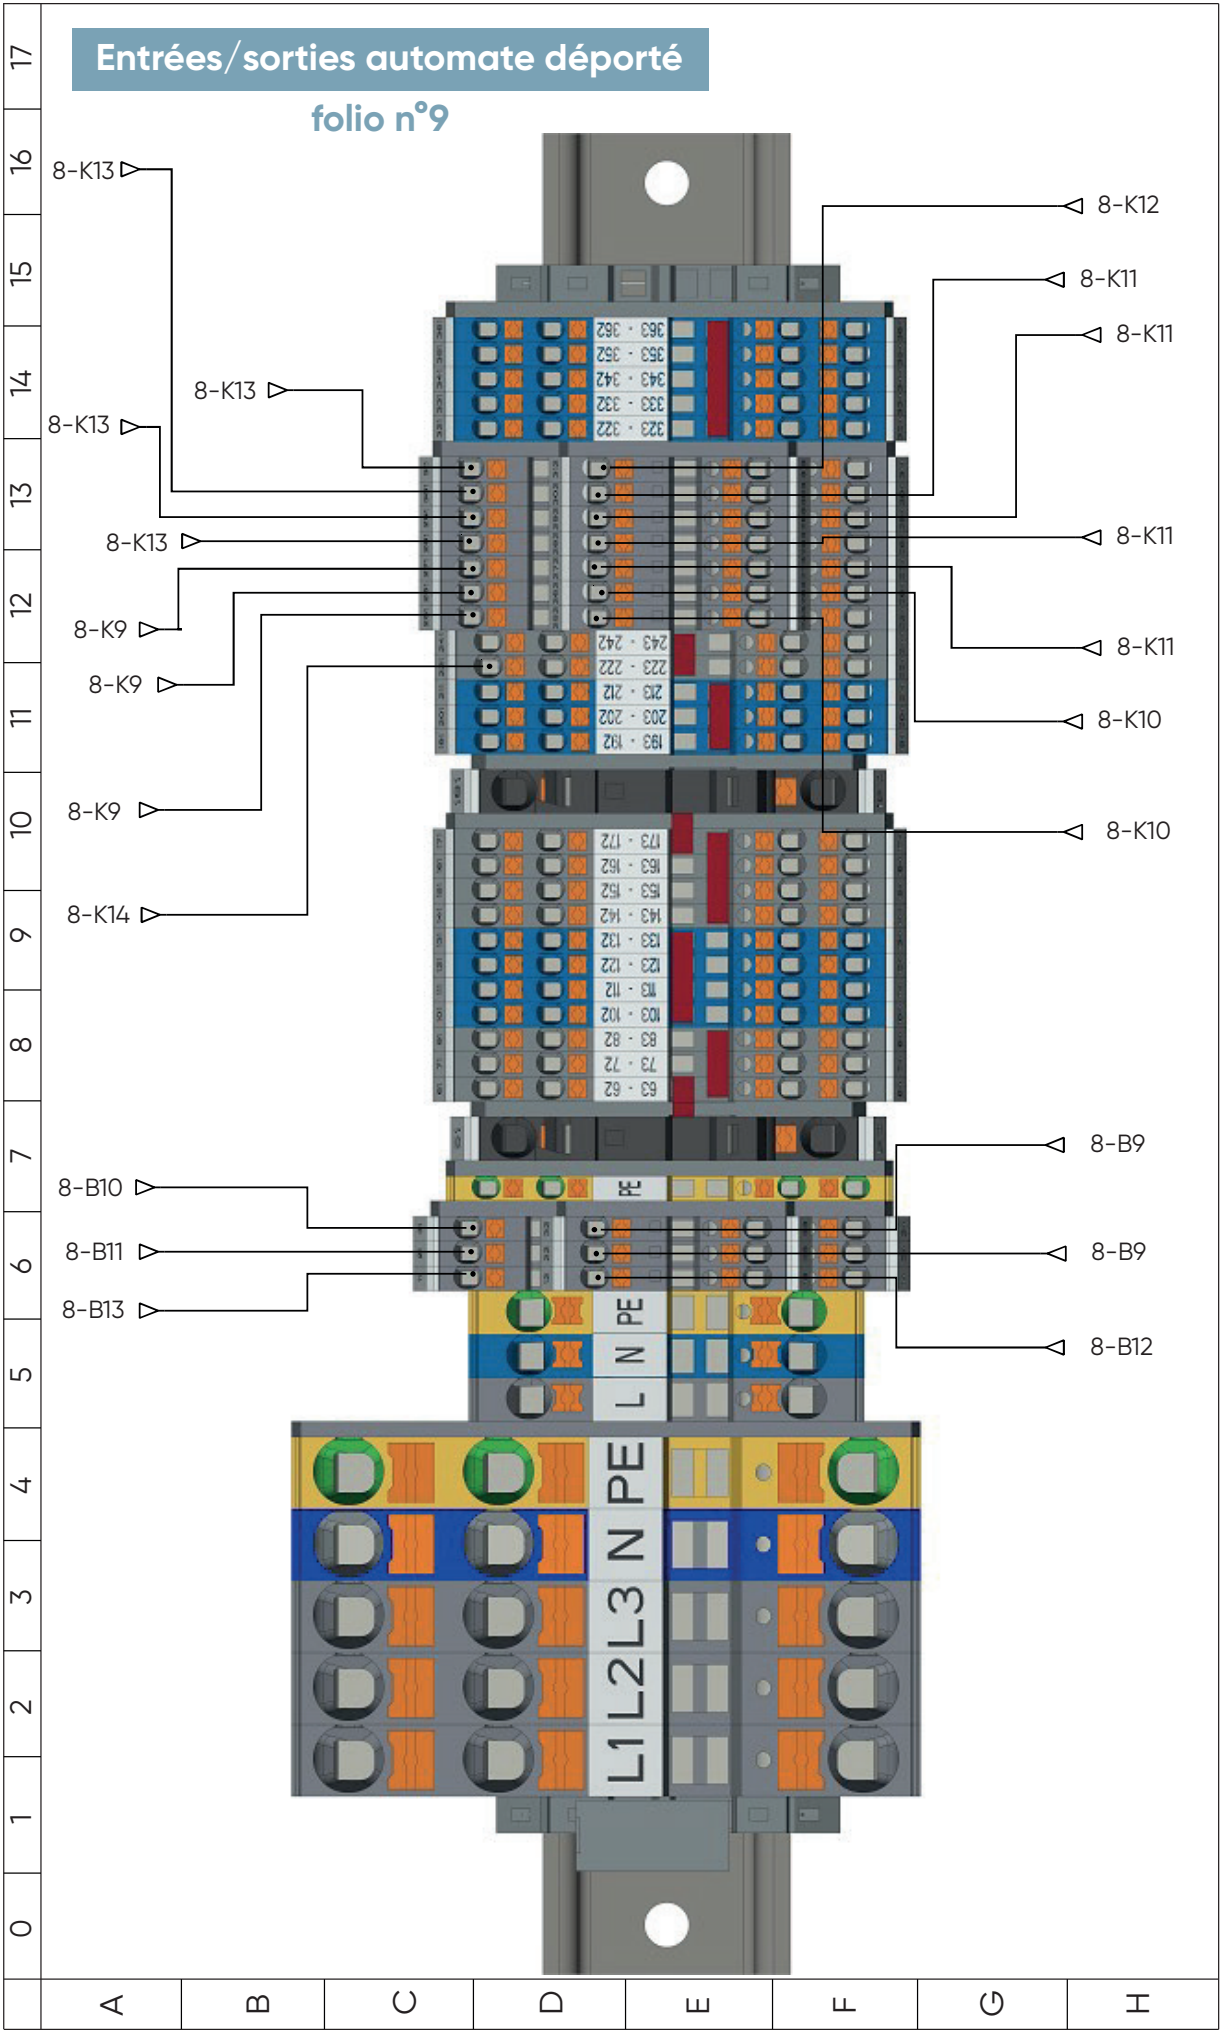 Entrées/sorties automate déporté
folio n°9
17
16
15
14
13
12
11
10
9
8
7
6
5
4
3
2
1
0
8-K13
8-K12
8-K11
8-K11
8-K13
8-K13
8-K13
8-K11
8-K9
8-K11
8-K9
8-K10
8-K9
8-K10
8-K14
8-B9
8-B10
8-B11
8-B9
8-B13
8-B12
363 - 362
353 - 352
343 - 342
333 - 332
323 - 322
243 - 242
223 - 222
213 - 212
203 - 202
193 - 192
173 - 172
163 - 162
153 - 152
143 - 142
133 - 132
123 - 122
113 - 112
103 - 102
83 - 82
73 - 72
63 - 62
PE
PE
N
L
PE
N
L3
L2
L1
A
B
C
D
E
F
G
H